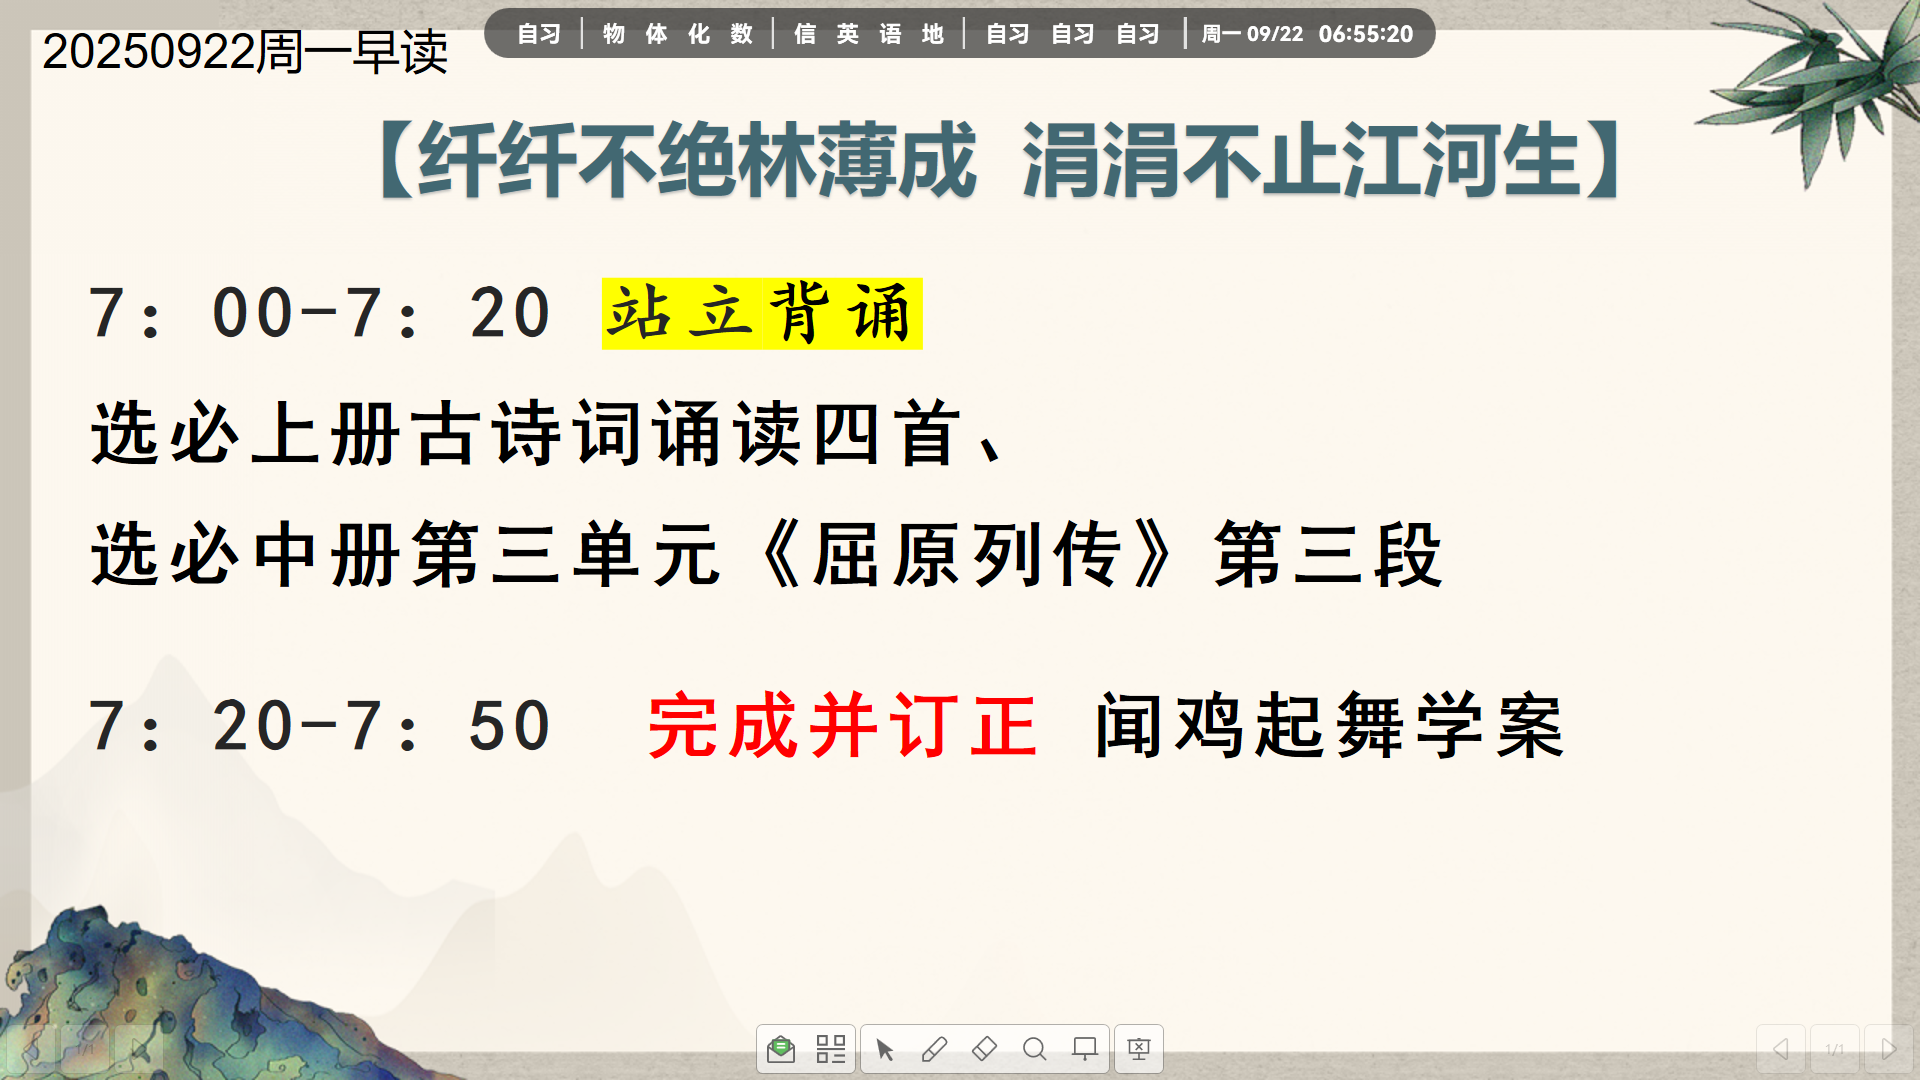 自习 | 物 体 化 数 | 信 英 语 地 | 自习 自习 自习 | 周一 09/22 06:55:20
20250922周一早读
【纤纤不绝林薄成 涓涓不止江河生】
7：00-7：20 站立背诵
选必上册古诗词诵读四首、
选必中册第三单元《屈原列传》第三段
7：20-7：50 完成并订正 闻鸡起舞学案
1/1